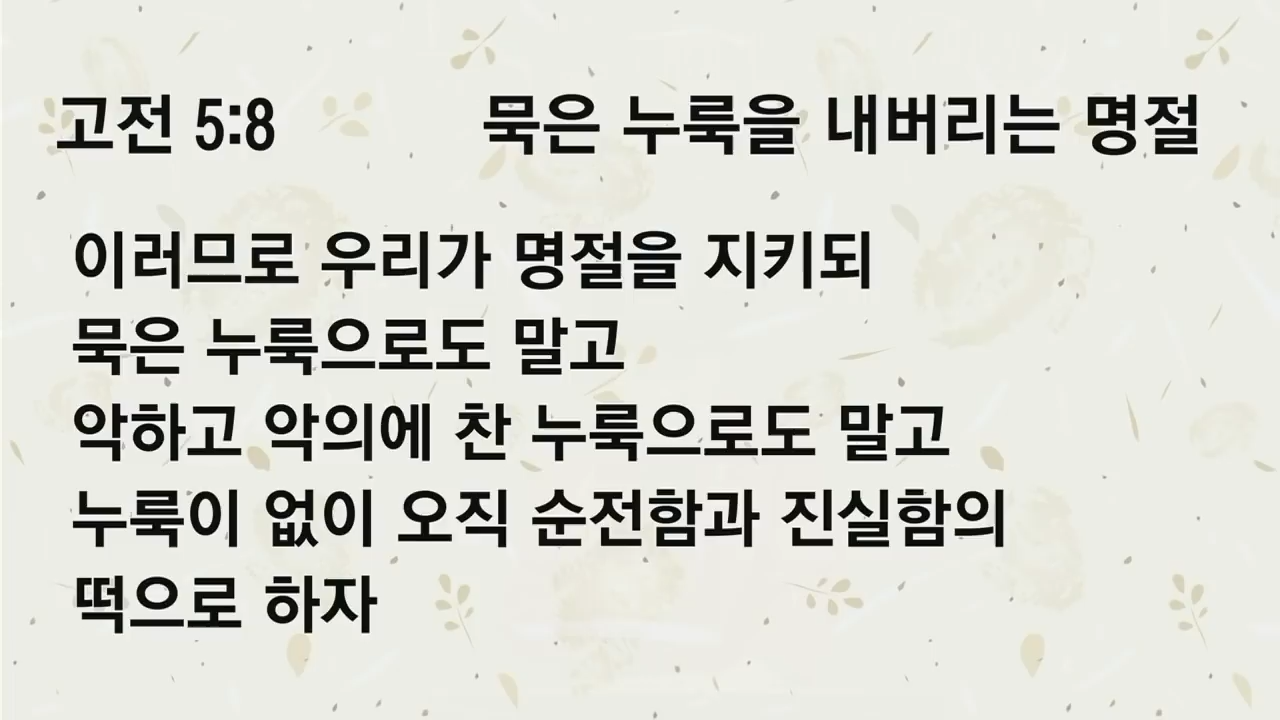 고전 5:8 묵은 누룩을 내버리는 명절
이러므로 우리가 명절을 지키되
묵은 누룩으로도 말고
악하고 악의에 찬 누룩으로도 말고
누룩이 없이 오직 순전함과 진실함의
떡으로 하자